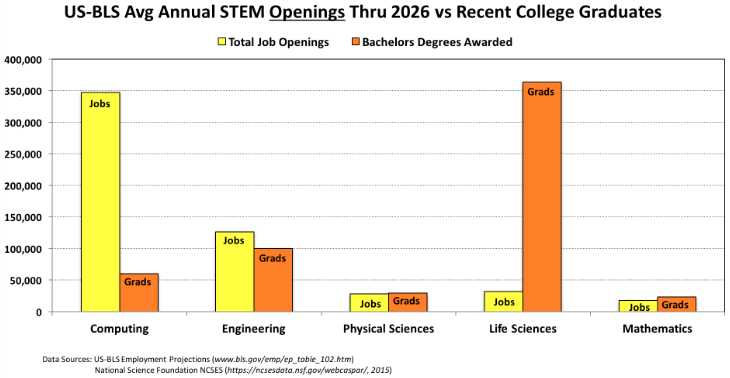 US-BLS Avg Annual STEM Openings Thru 2026 vs Recent College Graduates
Total Job Openings Bachelors Degrees Awarded
400,000
350,000
300,000
250,000
200,000
150,000
100,000
50,000
0
Jobs Grads
Jobs Grads
Jobs Grads
Jobs Grads
Jobs Grads
Computing Engineering Physical Sciences Life Sciences Mathematics
Data Sources: US-BLS Employment Projections (www.bls.gov/emp/ep_table_102.htm)
National Science Foundation NCSES (https://ncsesdata.nsf.gov/webcaspar/, 2015)